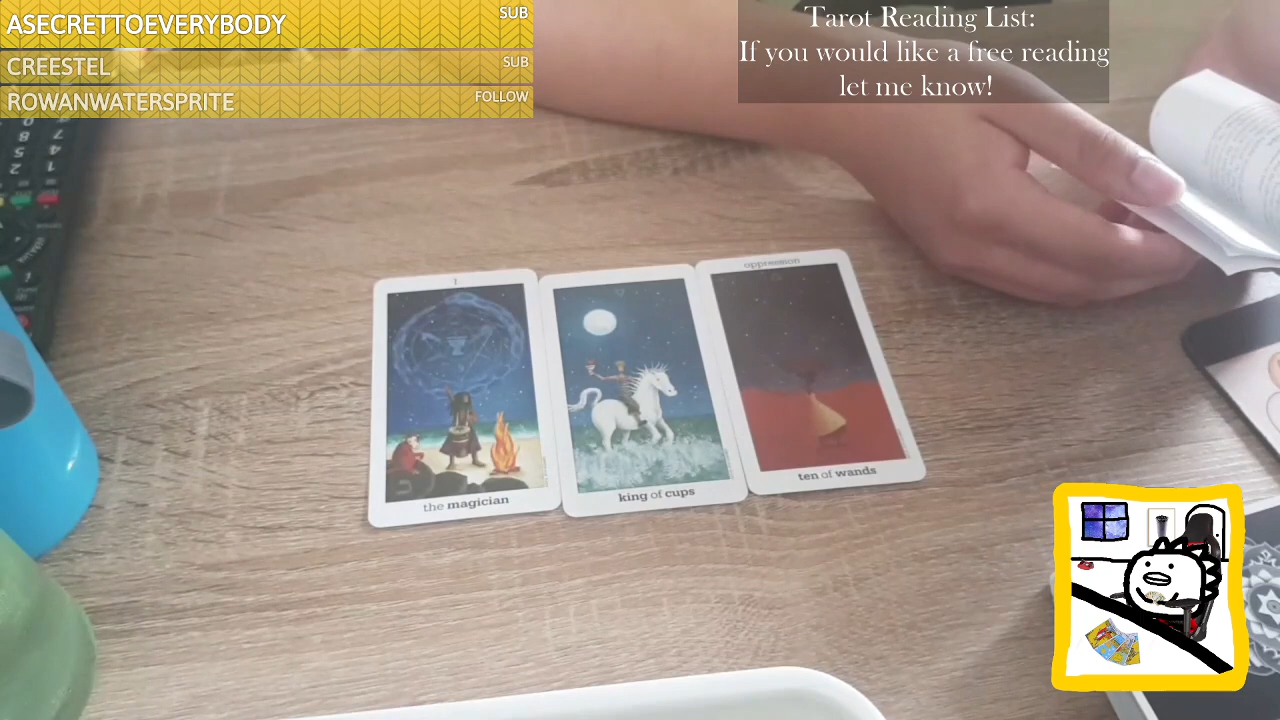 ASECRETTOEVERYBODY
SUB
CREESTEL
SUB
ROWANWATERSPRITE
FOLLOW
Tarot Reading List:
If you would like a free reading
let me know!
I
oppression
the magician
king of cups
ten of wands